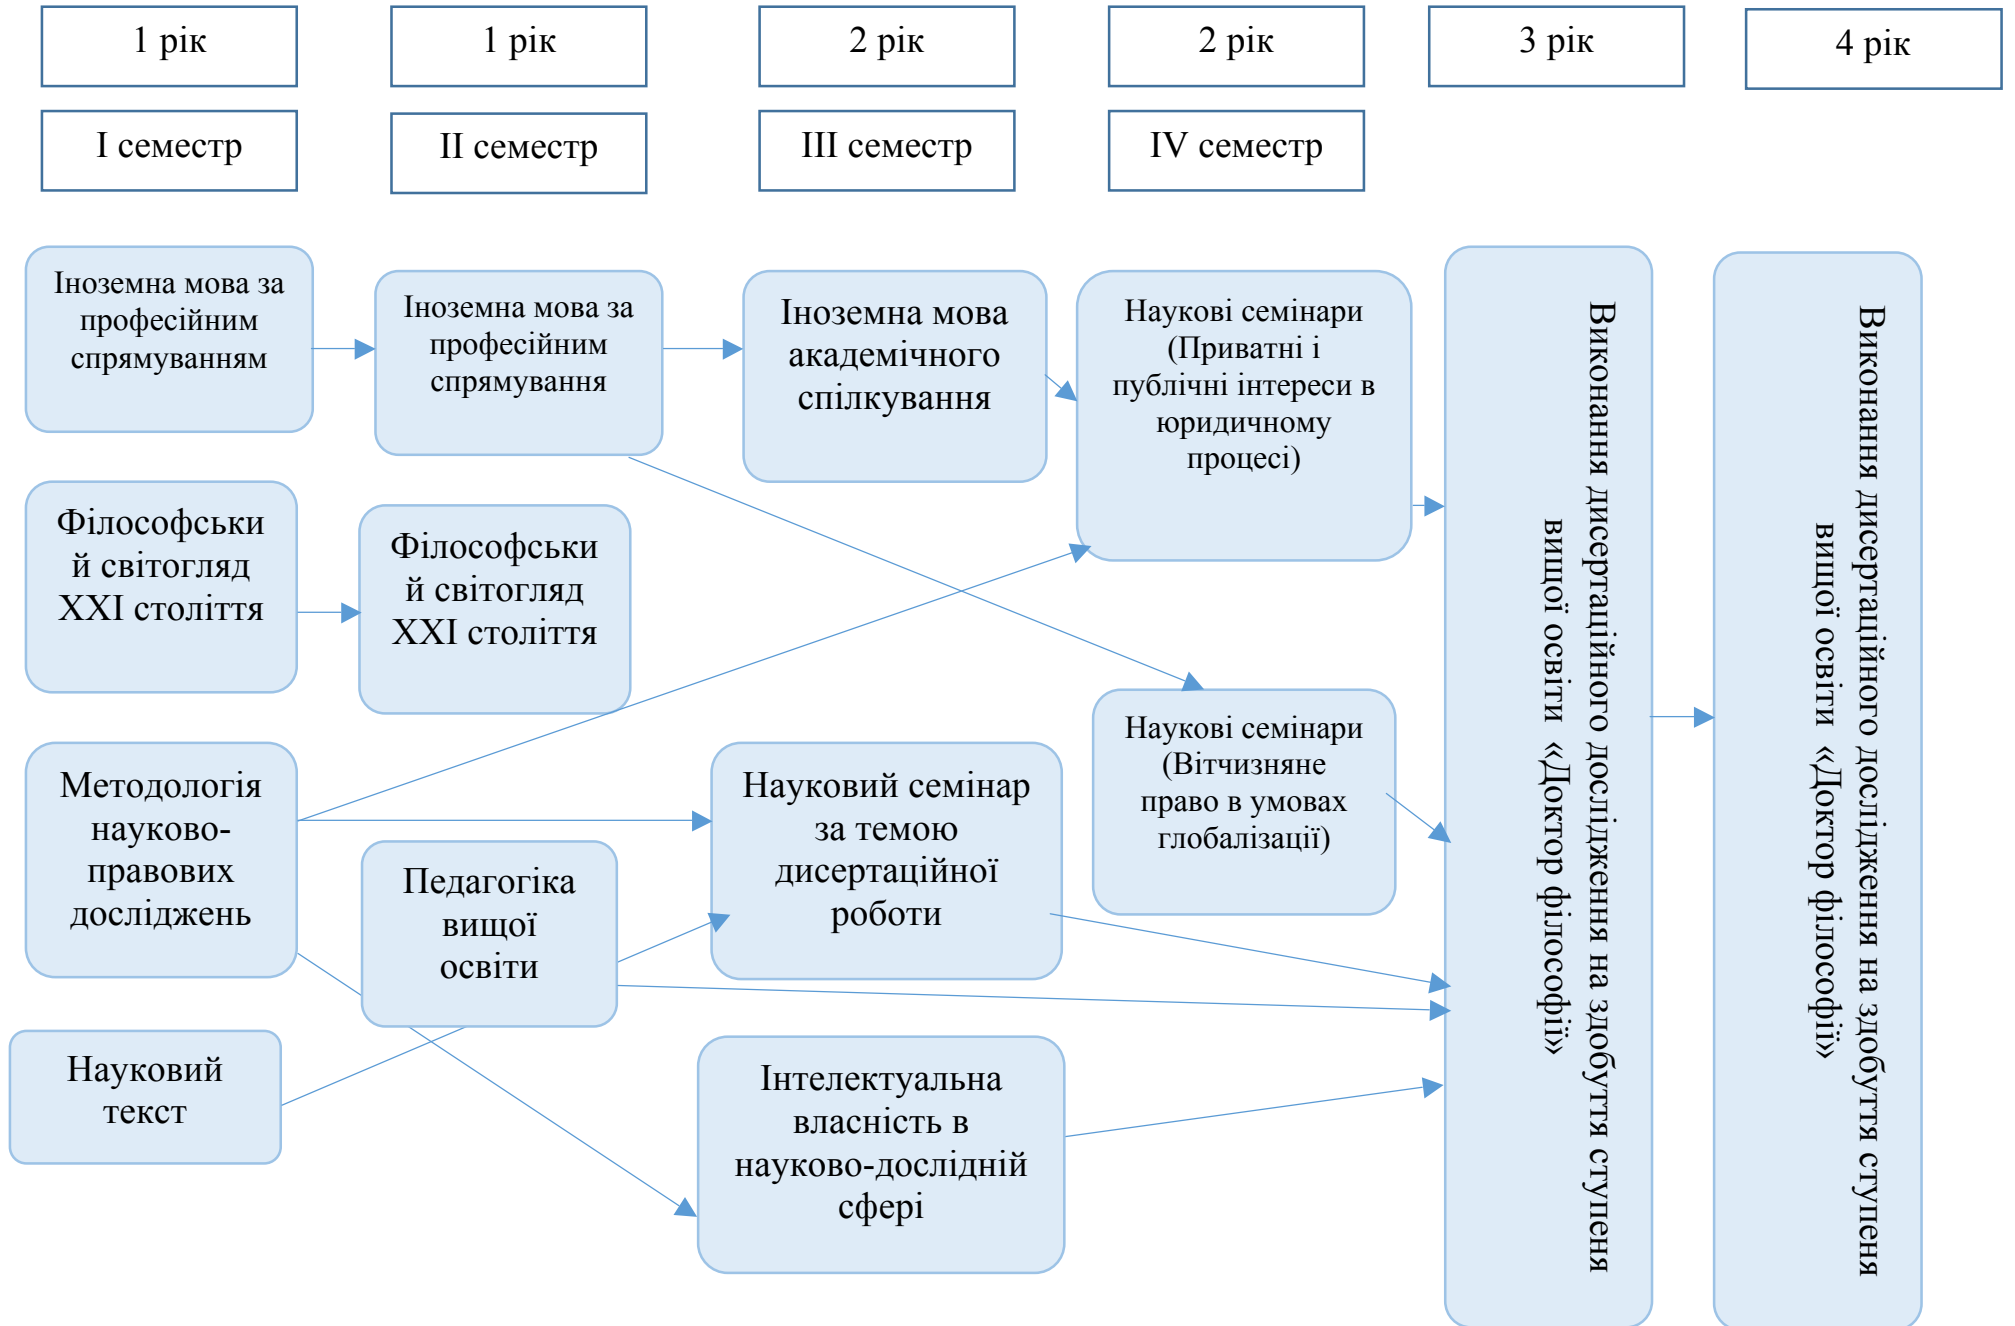 1 рік
1 рік
2 рік
2 рік
3 рік
4 рік
I семестр
II семестр
III семестр
IV семестр
Іноземна мова за
професійним
спрямуванням
Іноземна мова за
професійним
спрямування
Іноземна мова
академічного
спілкування
Наукові семінари
(Приватні і
публічні інтереси в
юридичному
процесі)
Філософськи
й світогляд
XXI століття
Філософськи
й світогляд
XXI століття
Методологія
науково-
правових
досліджень
Педагогіка
вищої
освіти
Науковий семінар
за темою
дисертаційної
роботи
Наукові семінари
(Вітчизняне
право в умовах
глобалізації)
Науковий
текст
Інтелектуальна
власність в
науково-дослідній
сфері
Виконання дисертаційного дослідження на здобуття ступеня
вищої освіти «Доктор філософії»
Виконання дисертаційного дослідження на здобуття ступеня
вищої освіти «Доктор філософії»